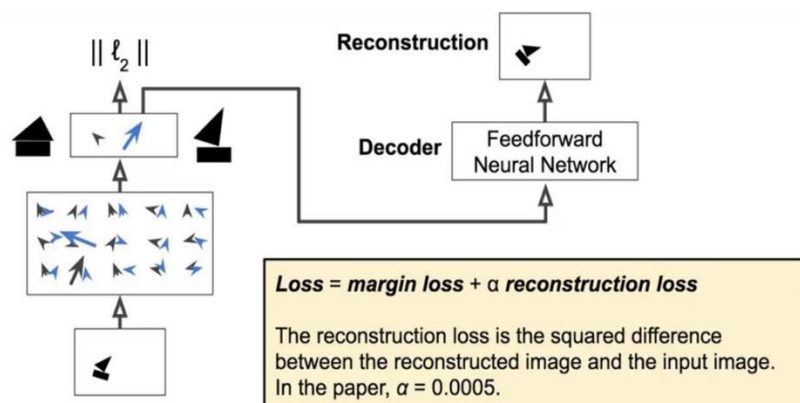 || ℓ2 ||
Reconstruction
Decoder
Feedforward
Neural Network
Loss = margin loss + α reconstruction loss
The reconstruction loss is the squared difference
between the reconstructed image and the input image.
In the paper, α = 0.0005.